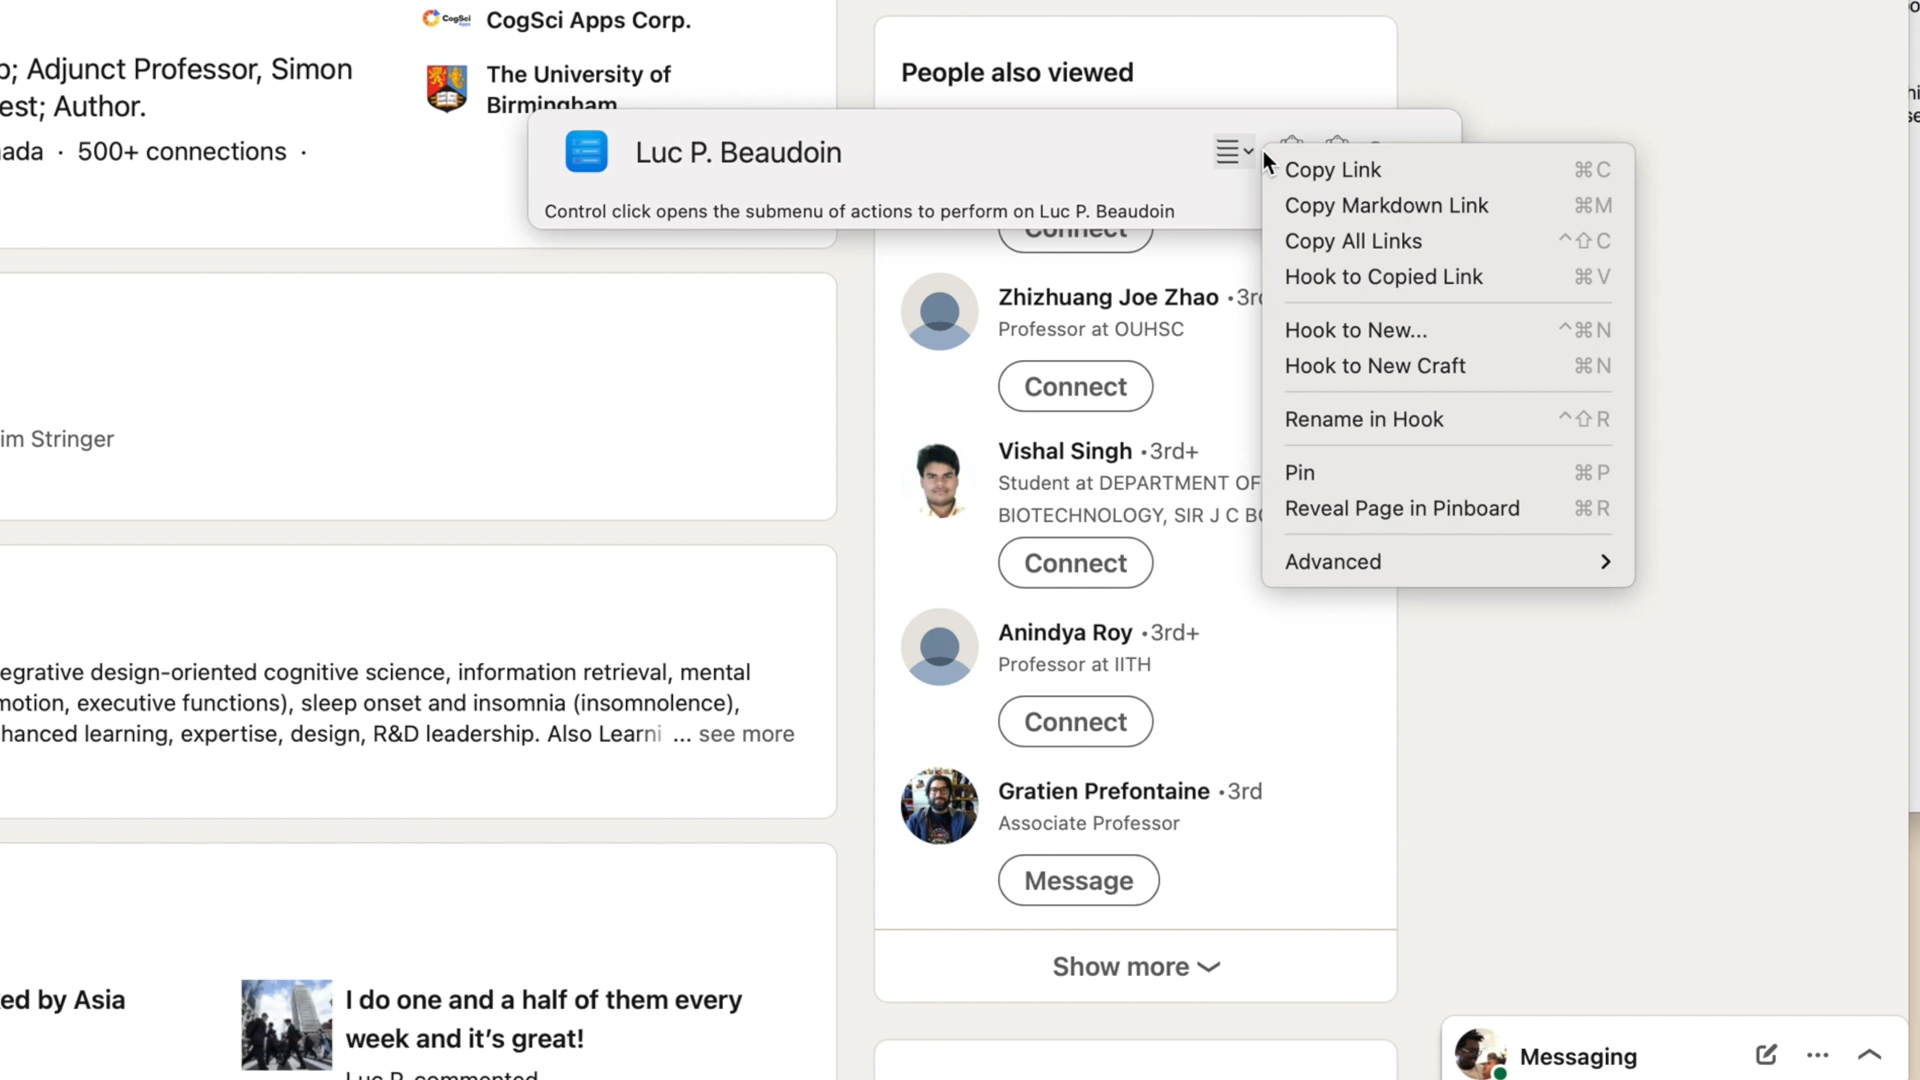 CogSci Apps Corp.
; Adjunct Professor, Simon
est; Author.
The University of
Birmingham
ada · 500+ connections ·
People also viewed
Luc P. Beaudoin
Control click opens the submenu of actions to perform on Luc P. Beaudoin
Copy Link ⌘C
Copy Markdown Link ⌘M
Copy All Links ^⇧C
Hook to Copied Link ⌘V
Hook to New... ^⌘N
Hook to New Craft ⌘N
Rename in Hook ^⇧R
Pin ⌘P
Reveal Page in Pinboard ⌘R
Advanced
Connect
Zhizhuang Joe Zhao • 3rd
Professor at OUHSC
Connect
Vishal Singh • 3rd+
Student at DEPARTMENT OF
BIOTECHNOLOGY, SIR J C
Connect
Anindya Roy • 3rd+
Professor at IITH
Connect
Gratien Prefontaine • 3rd
Associate Professor
Message
Show more
im Stringer
egrative design-oriented cognitive science, information retrieval, mental
motion, executive functions), sleep onset and insomnia (insomnolence),
hanced learning, expertise, design, R&D leadership. Also Learni ... see more
ed by Asia
I do one and a half of them every
week and it's great!
Luc P. commented
Messaging